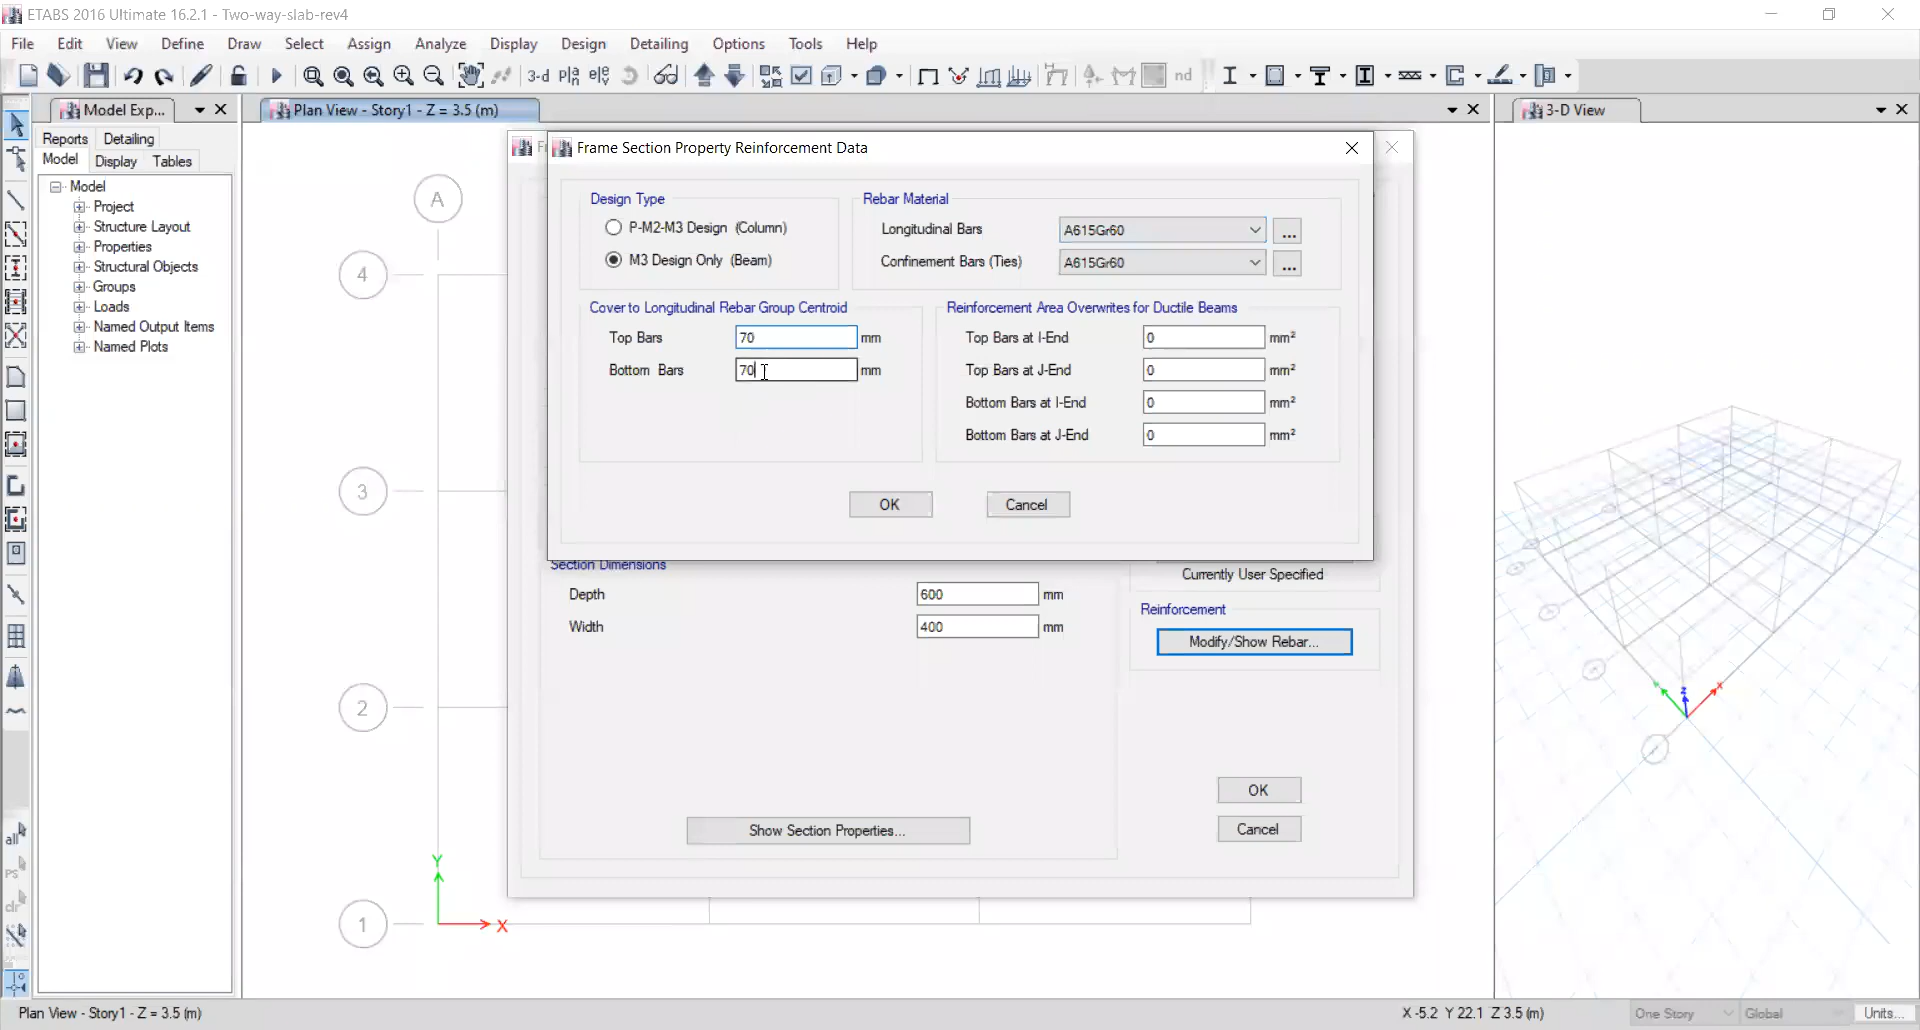 ETABS 2016 Ultimate 16.2.1 - Two-way-slab-rev4
File Edit View Define Draw Select Assign Analyze Display Design Detailing Options Tools Help
3-d nd
Model Exp...
Plan View - Story1 - Z = 3.5 (m)
3-D View
Reports Detailing
Model Display Tables
Model
Project
Structure Layout
Properties
Structural Objects
Groups
Loads
Named Output Items
Named Plots
A
4
3
2
1
Y
X
Frame Section Property Reinforcement Data
Design Type
P-M2-M3 Design (Column)
M3 Design Only (Beam)
Rebar Material
Longitudinal Bars A615Gr60 ...
Confinement Bars (Ties) A615Gr60 ...
Cover to Longitudinal Rebar Group Centroid
Top Bars 70 mm
Bottom Bars 70 mm
Reinforcement Area Overwrites for Ductile Beams
Top Bars at I-End 0 mm²
Top Bars at J-End 0 mm²
Bottom Bars at I-End 0 mm²
Bottom Bars at J-End 0 mm²
OK Cancel
Section Dimensions
Depth 600 mm
Width 400 mm
Currently User Specified
Reinforcement
Modify/Show Rebar...
Show Section Properties...
OK
Cancel
Z
X
all
ps
Plan View - Story1 - Z = 3.5 (m)
X -5.2 Y 22.1 Z 3.5 (m)
One Story Global Units...